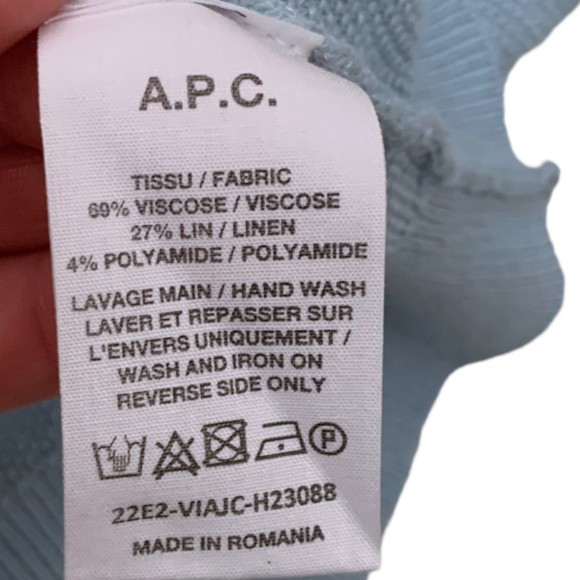 A.P.C.
TISSU / FABRIC
69% VISCOSE / VISCOSE
27% LIN / LINEN
4% POLYAMIDE / POLYAMIDE
LAVAGE MAIN / HAND WASH
LAVER ET REPASSER SUR
L'ENVERS UNIQUEMENT /
WASH AND IRON ON
REVERSE SIDE ONLY
P
22E2-VIAJC-H23088
MADE IN ROMANIA